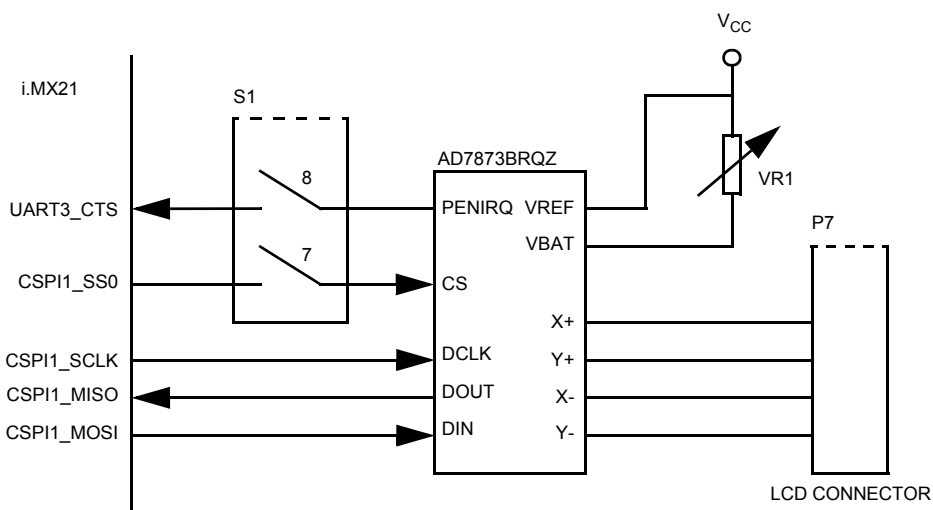 V_CC
i.MX21
S1
AD7873BRQZ
8
VR1
UART3_CTS
PENIRQ VREF
P7
VBAT
7
CSPI1_SS0
CS
X+
CSPI1_SCLK
DCLK
Y+
CSPI1_MISO
DOUT
X-
CSPI1_MOSI
DIN
Y-
LCD CONNECTOR